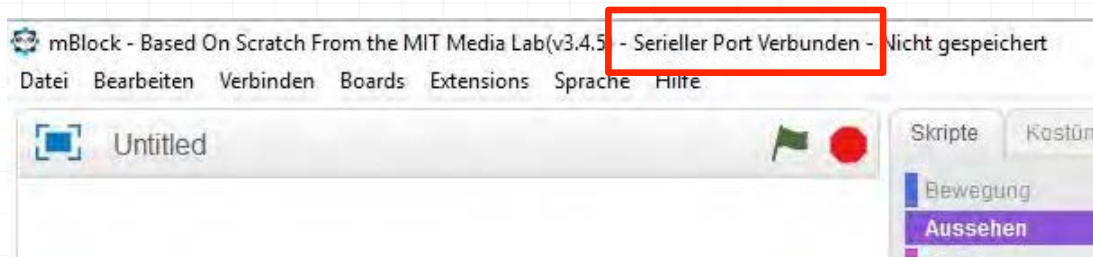 mBlock - Based On Scratch From the MIT Media Lab(v3.4.5) - Serieller Port Verbunden - Nicht gespeichert
Datei Bearbeiten Verbinden Boards Extensions Sprache Hilfe
Untitled
Skripte Kostüm
Bewegung
Aussehen